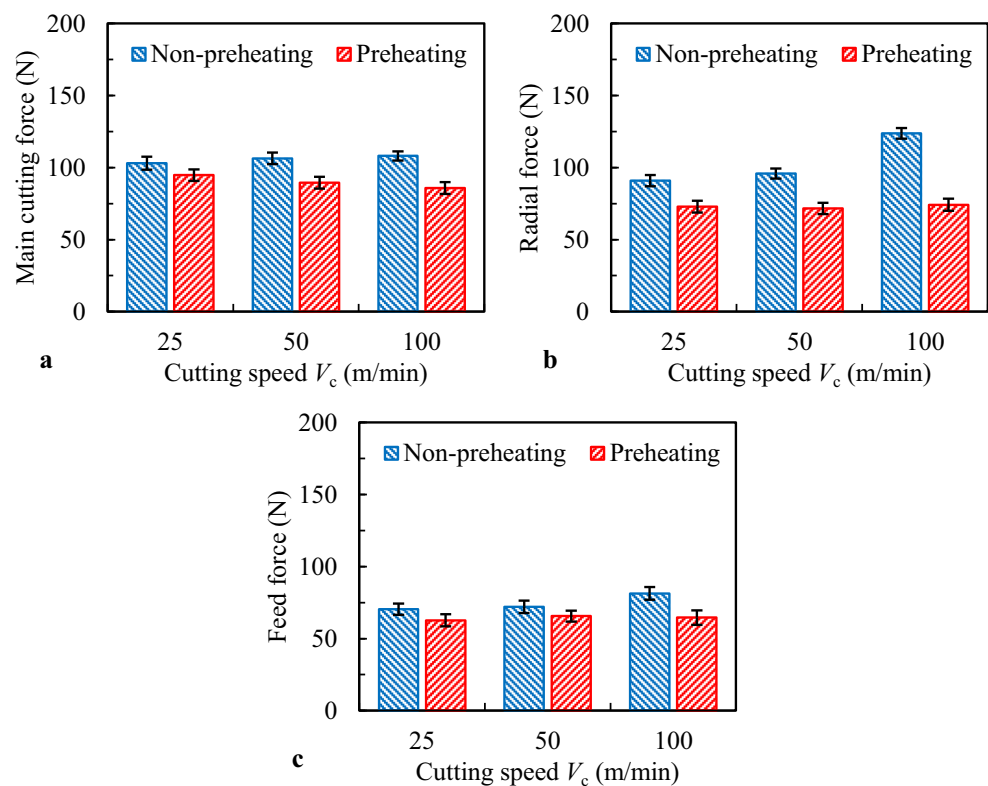 200
150
100
50
0
Main cutting force (N)
Non-preheating Preheating
25 50 100
a
Cutting speed Vc (m/min)
200
150
100
50
0
Radial force (N)
Non-preheating Preheating
25 50 100
b
Cutting speed Vc (m/min)
200
150
100
50
0
Feed force (N)
Non-preheating Preheating
25 50 100
c
Cutting speed Vc (m/min)